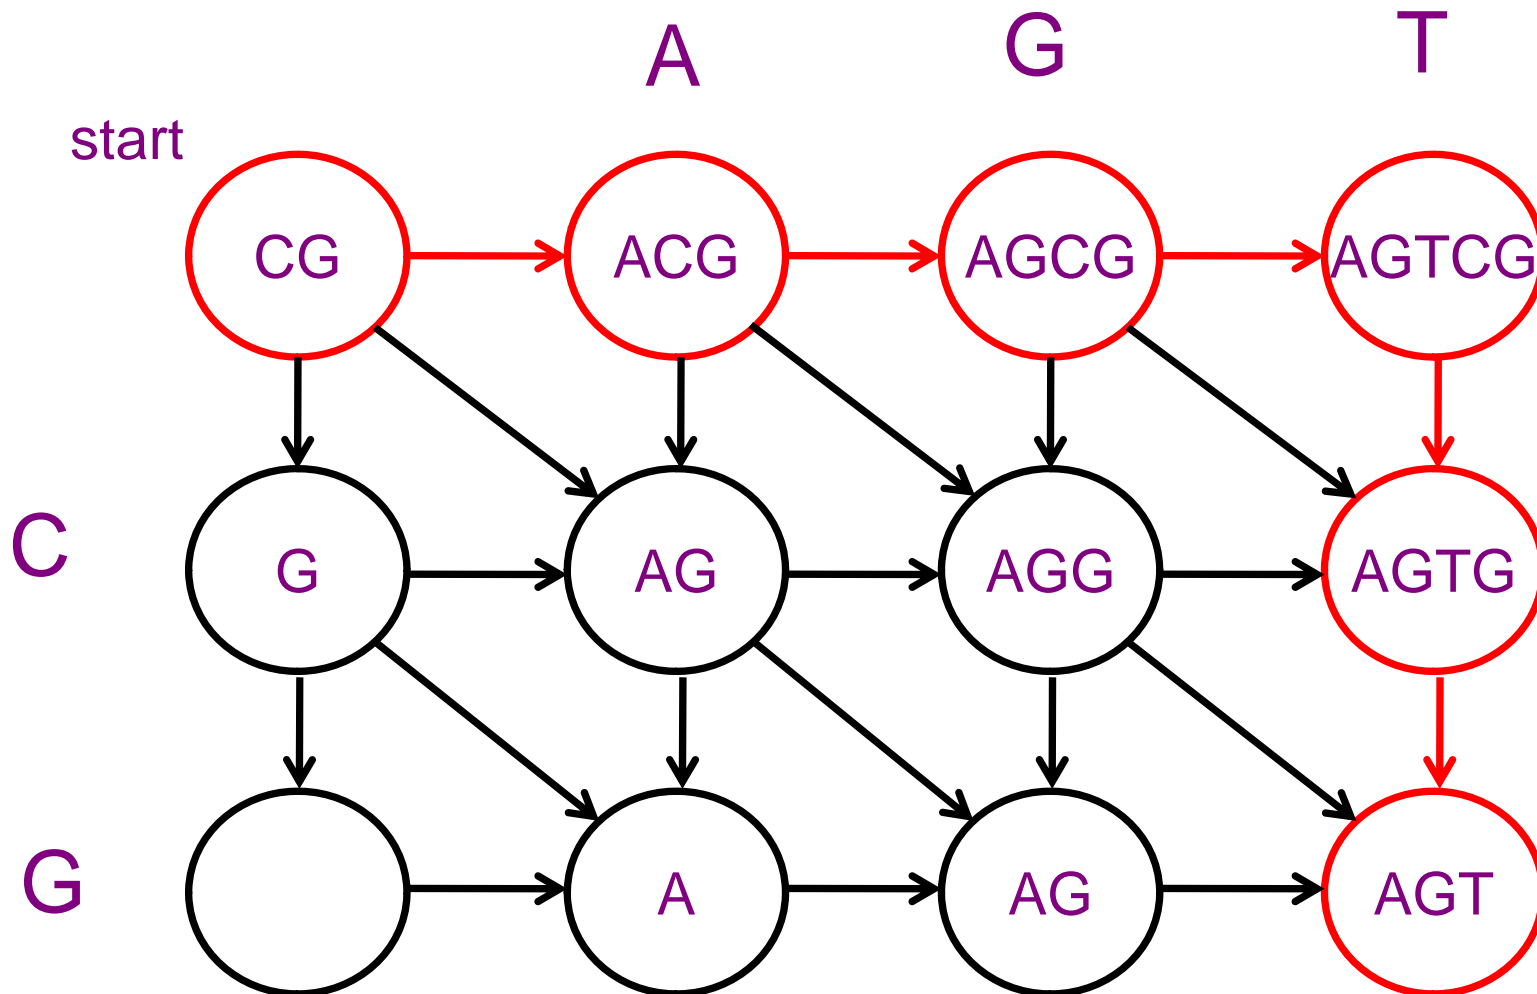 A G T
start
CG ACG AGCG AGTCG
C G AG AGG AGTG
G A AG AGT